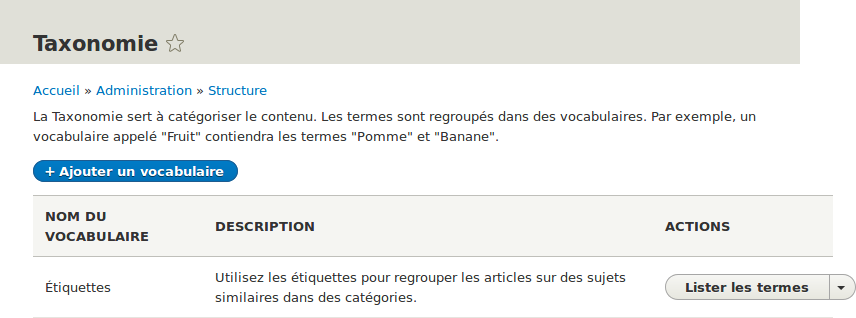 Taxonomie
Accueil » Administration » Structure
La Taxonomie sert à catégoriser le contenu. Les termes sont regroupés dans des vocabulaires. Par exemple, un
vocabulaire appelé "Fruit" contiendra les termes "Pomme" et "Banane".
+ Ajouter un vocabulaire
NOM DU
VOCABULAIRE
DESCRIPTION
ACTIONS
Étiquettes
Utilisez les étiquettes pour regrouper les articles sur des sujets
similaires dans des catégories.
Lister les termes